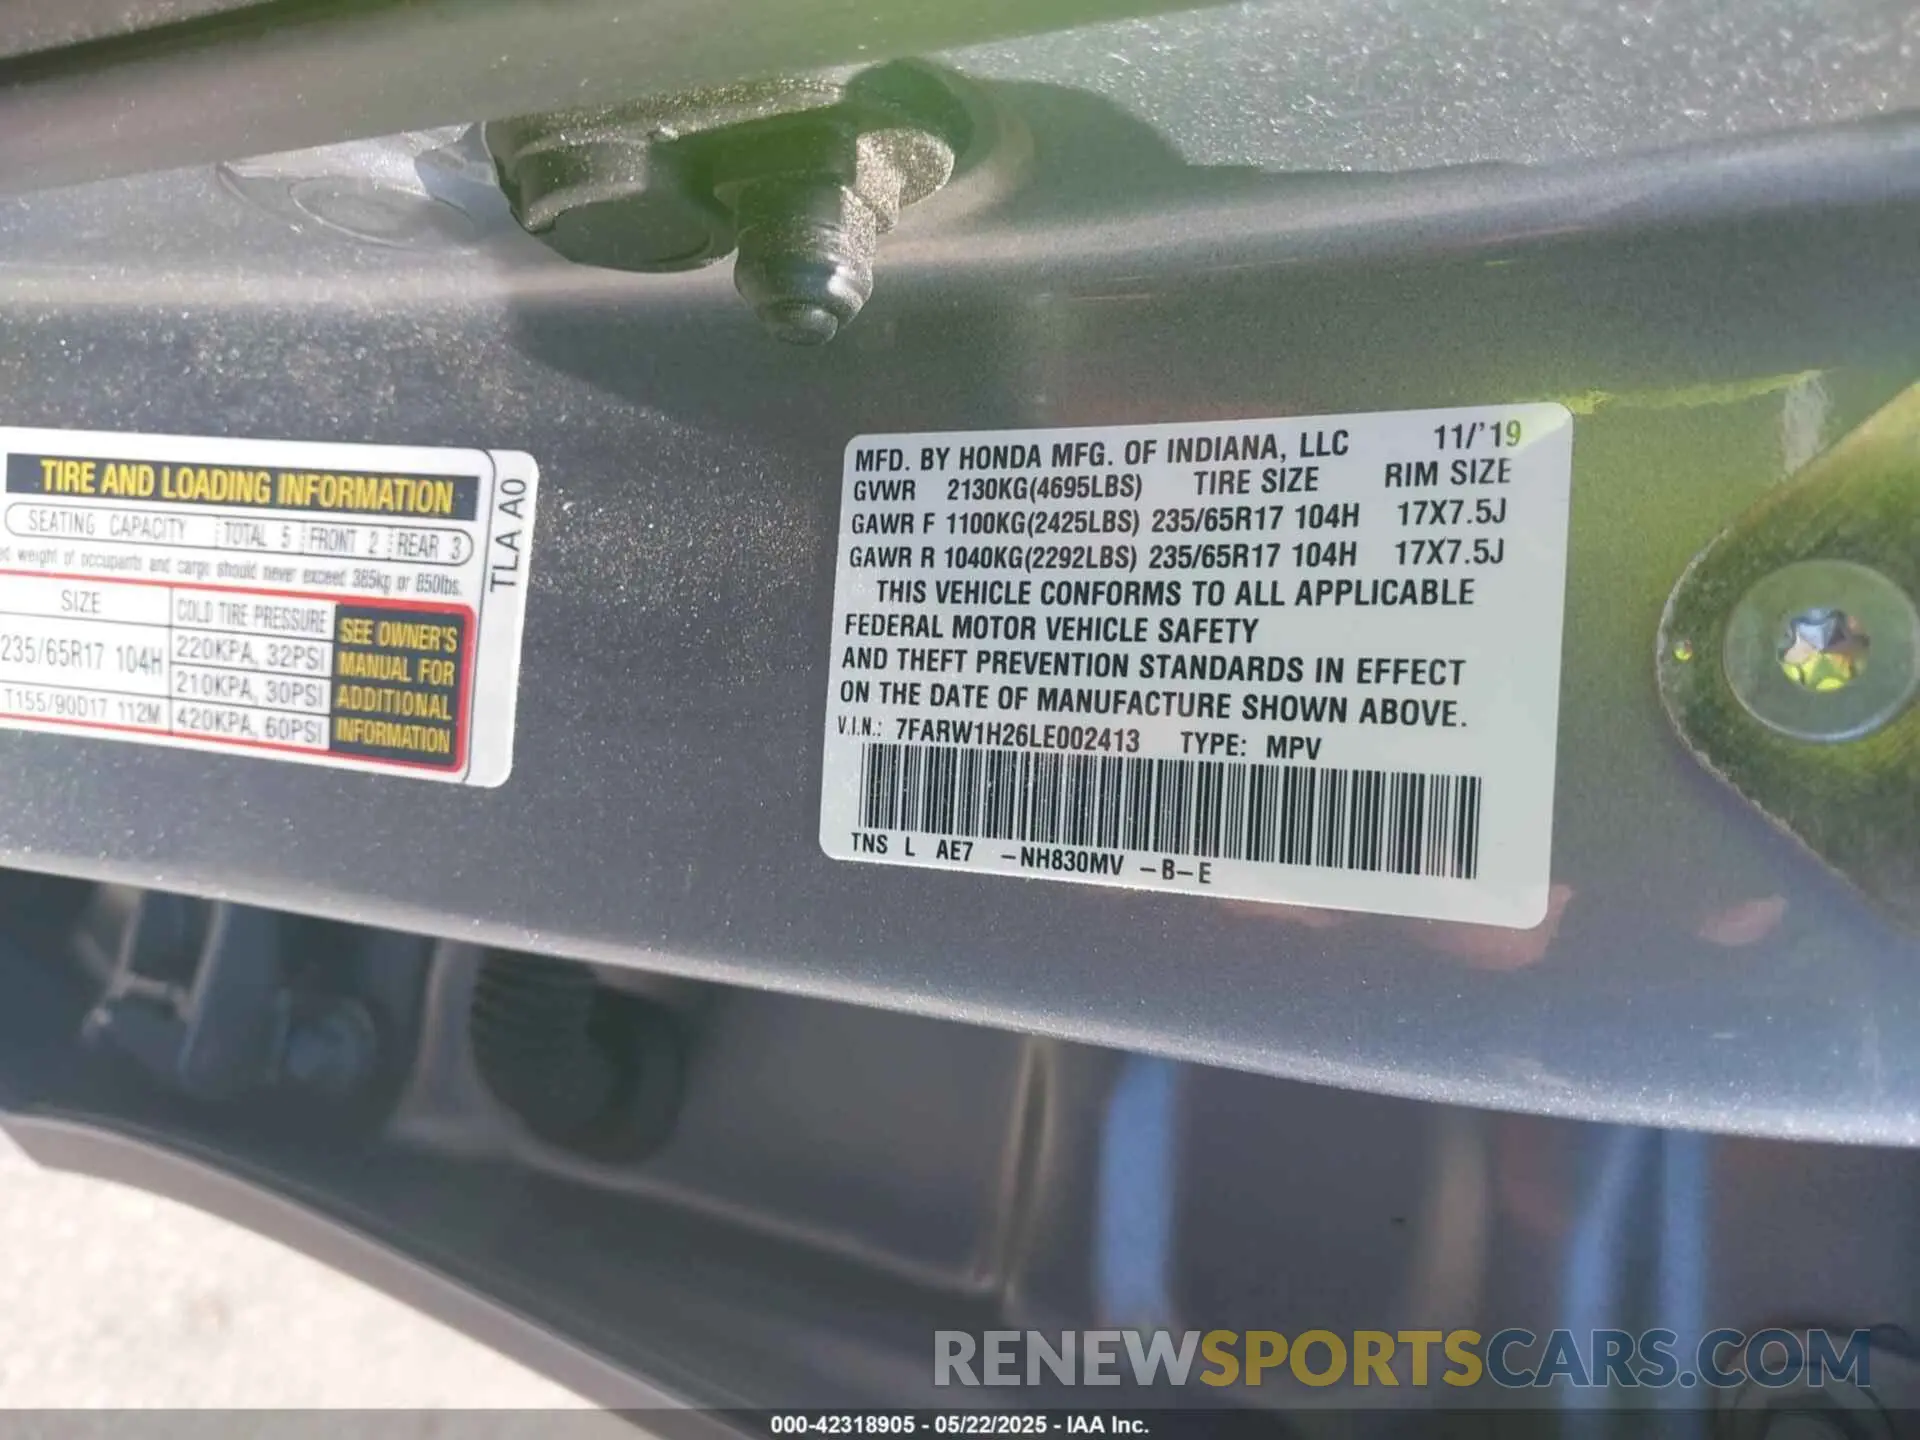 TIRE AND LOADING INFORMATION
SEATING CAPACITY TOTAL 5 FRONT 2 REAR 3
weight of occupants and cargo should never exceed 385kg or 850lbs.
SIZE COLD TIRE PRESSURE
235/65R17 104H 220KPA, 32PSI
210KPA, 30PSI
T155/90D17 112M 420KPA, 60PSI
SEE OWNER'S
MANUAL FOR
ADDITIONAL
INFORMATION
TLA A0
MFD. BY HONDA MFG. OF INDIANA, LLC 11/'19
GVWR 2130KG(4695LBS) TIRE SIZE RIM SIZE
GAWR F 1100KG(2425LBS) 235/65R17 104H 17X7.5J
GAWR R 1040KG(2292LBS) 235/65R17 104H 17X7.5J
THIS VEHICLE CONFORMS TO ALL APPLICABLE
FEDERAL MOTOR VEHICLE SAFETY
AND THEFT PREVENTION STANDARDS IN EFFECT
ON THE DATE OF MANUFACTURE SHOWN ABOVE.
V.I.N.: 7FARW1H26LE002413 TYPE: MPV
TNS L AE7 -NH830MV -B-E
RENEWSPORTSCARS.COM
000-42318905 - 05/22/2025 - IAA Inc.